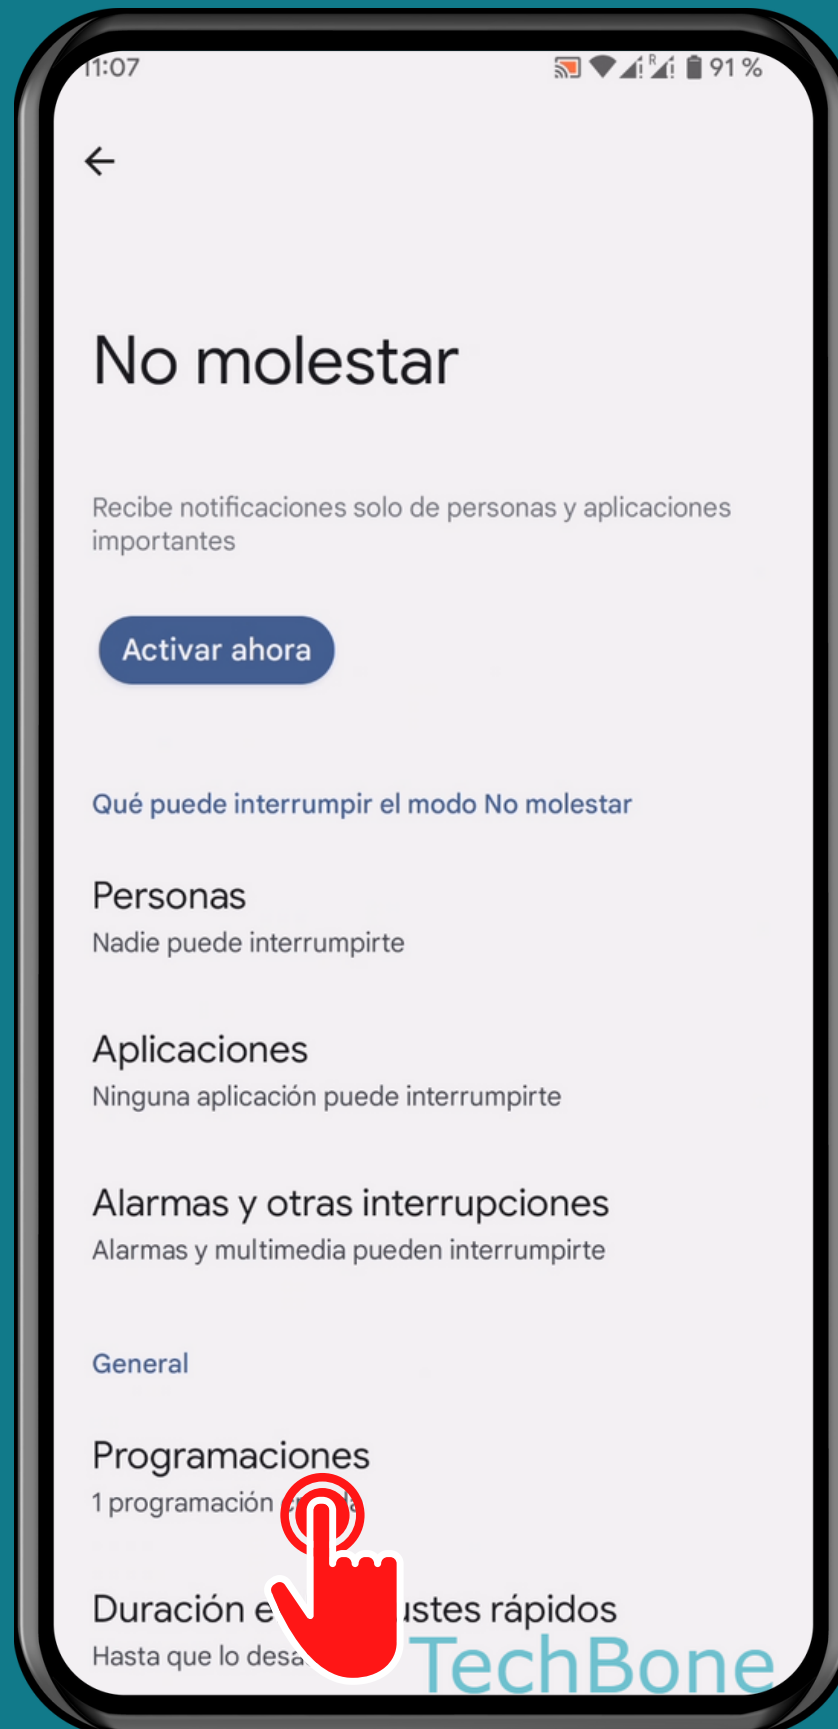 11:07
R
91 %
No molestar
Recibe notificaciones solo de personas y aplicaciones
importantes
Activar ahora
Qué puede interrumpir el modo No molestar
Personas
Nadie puede interrumpirte
Aplicaciones
Ninguna aplicación puede interrumpirte
Alarmas y otras interrupciones
Alarmas y multimedia pueden interrumpirte
General
Programaciones
1 programación
Duración rápidos
Hasta que lo
TechBone